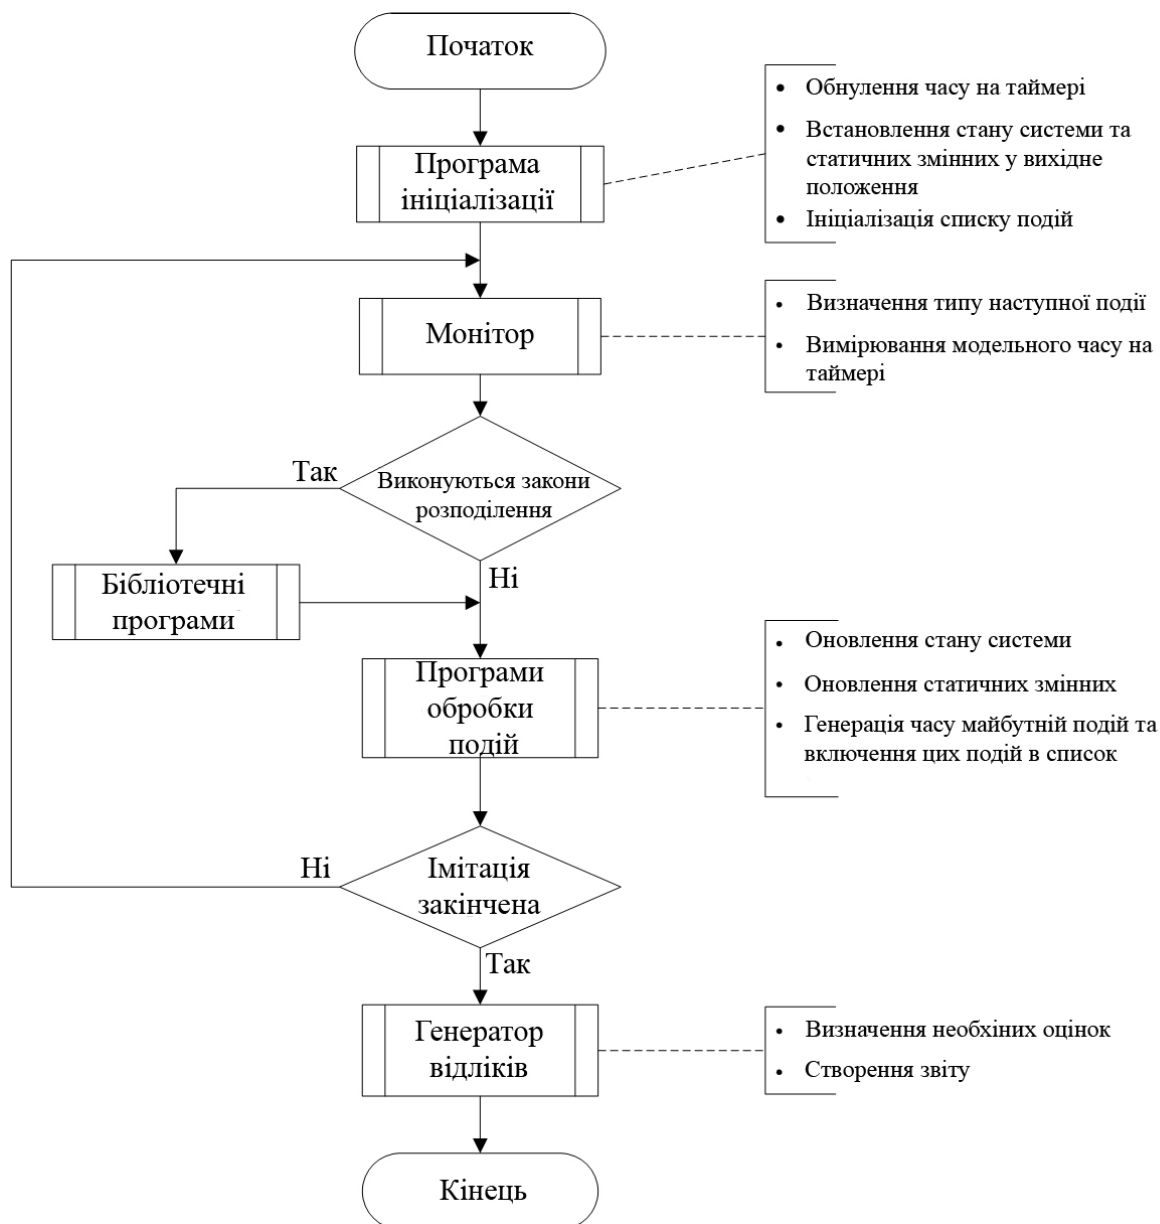 Початок
• Обнулення часу на таймері
• Встановлення стану системи та
статичних змінних у вихідне
положення
• Ініціалізація списку подій
Програма
ініціалізації
Монітор
• Визначення типу наступної події
• Вимірювання модельного часу на
таймері
Так
Виконуються закони
розподілення
Ні
Бібліотечні
програми
Програми
обробки
подій
• Оновлення стану системи
• Оновлення статичних змінних
• Генерація часу майбутній подій та
включення цих подій в список
Ні
Імітація
закінчена
Так
Генератор
відліків
• Визначення необхіних оцінок
• Створення звіту
Кінець